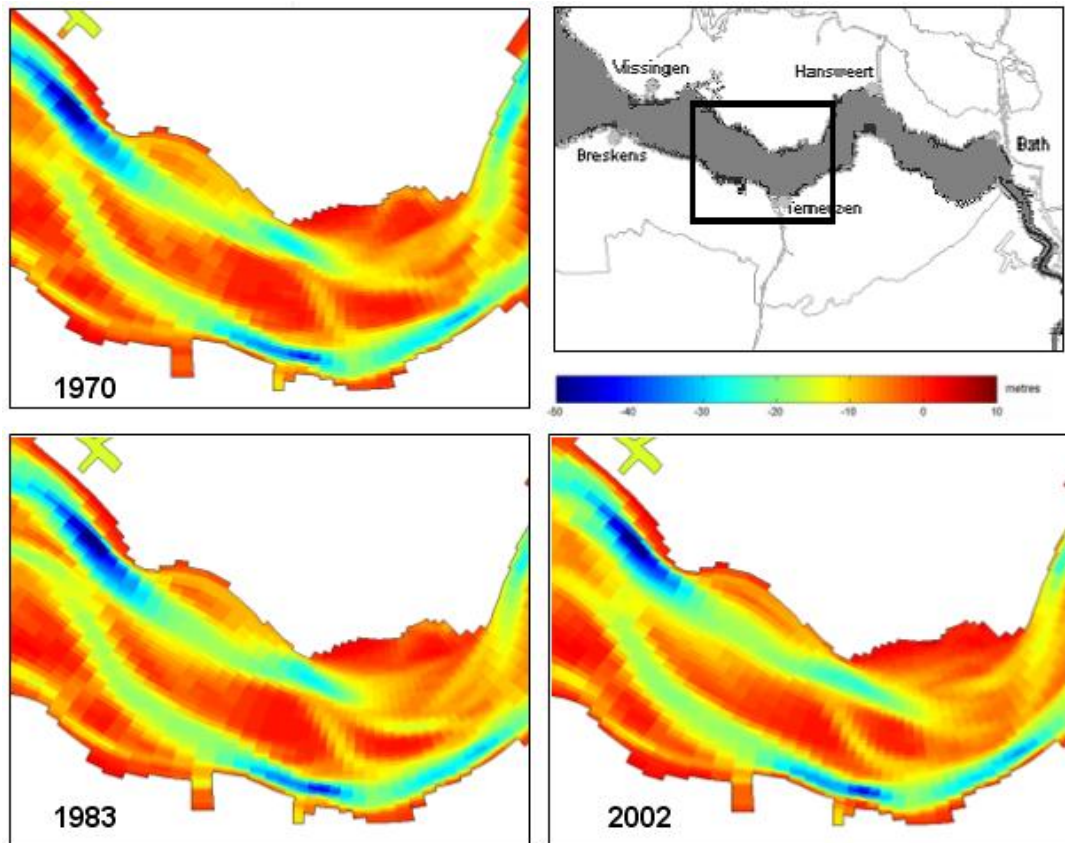 1970
Vlissingen
Hansweert
Breskens
Bath
Terneuzen
metres
-50 -40 -30 -20 -10 0 10
1983
2002